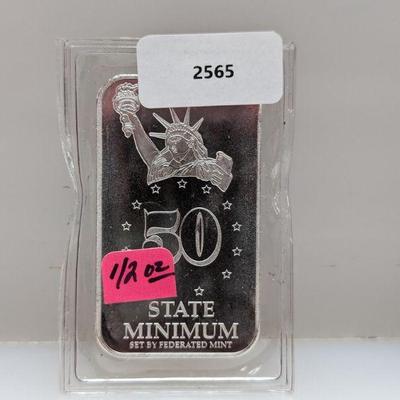 2565
50
1/2 oz
STATE
MINIMUM
SET BY FEDERATED MINT